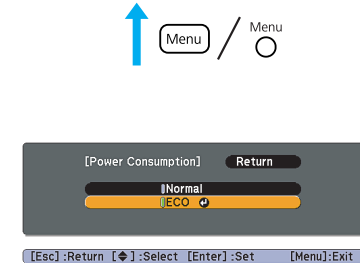 Menu / Menu
[Power Consumption] Return
Normal
ECO
[Esc] :Return [◆] :Select [Enter] :Set [Menu] :Exit